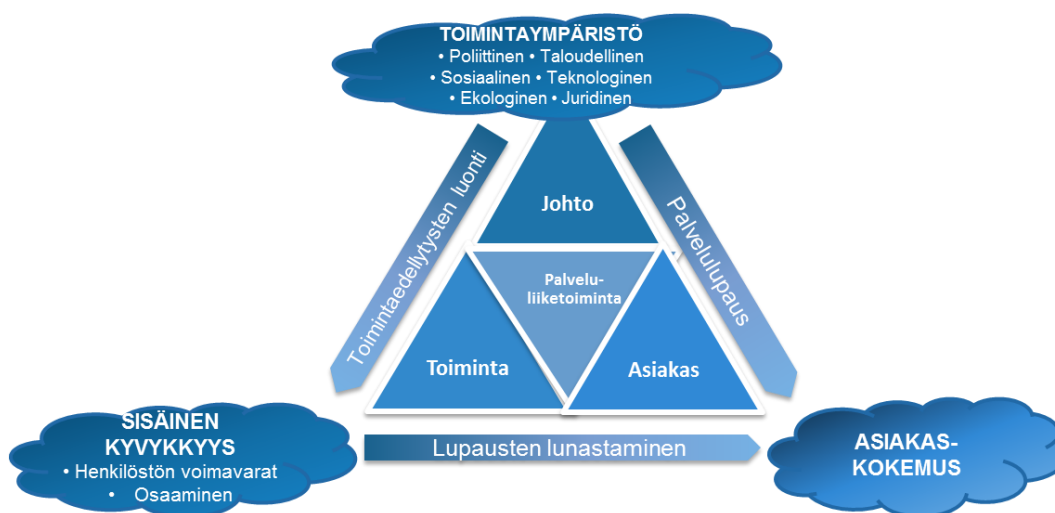 TOIMINTAYMPÄRISTÖ
• Poliittinen • Taloudellinen
• Sosiaalinen • Teknologinen
• Ekologinen • Juridinen
Toimintaedellytysten luonti
Johto
Palvelulupaus
Palvelu-
liiketoiminta
Toiminta
Asiakas
SISÄINEN
KYVYKKYYS
• Henkilöstön voimavarat
• Osaaminen
Lupausten lunastaminen
ASIAKAS-
KOKEMUS